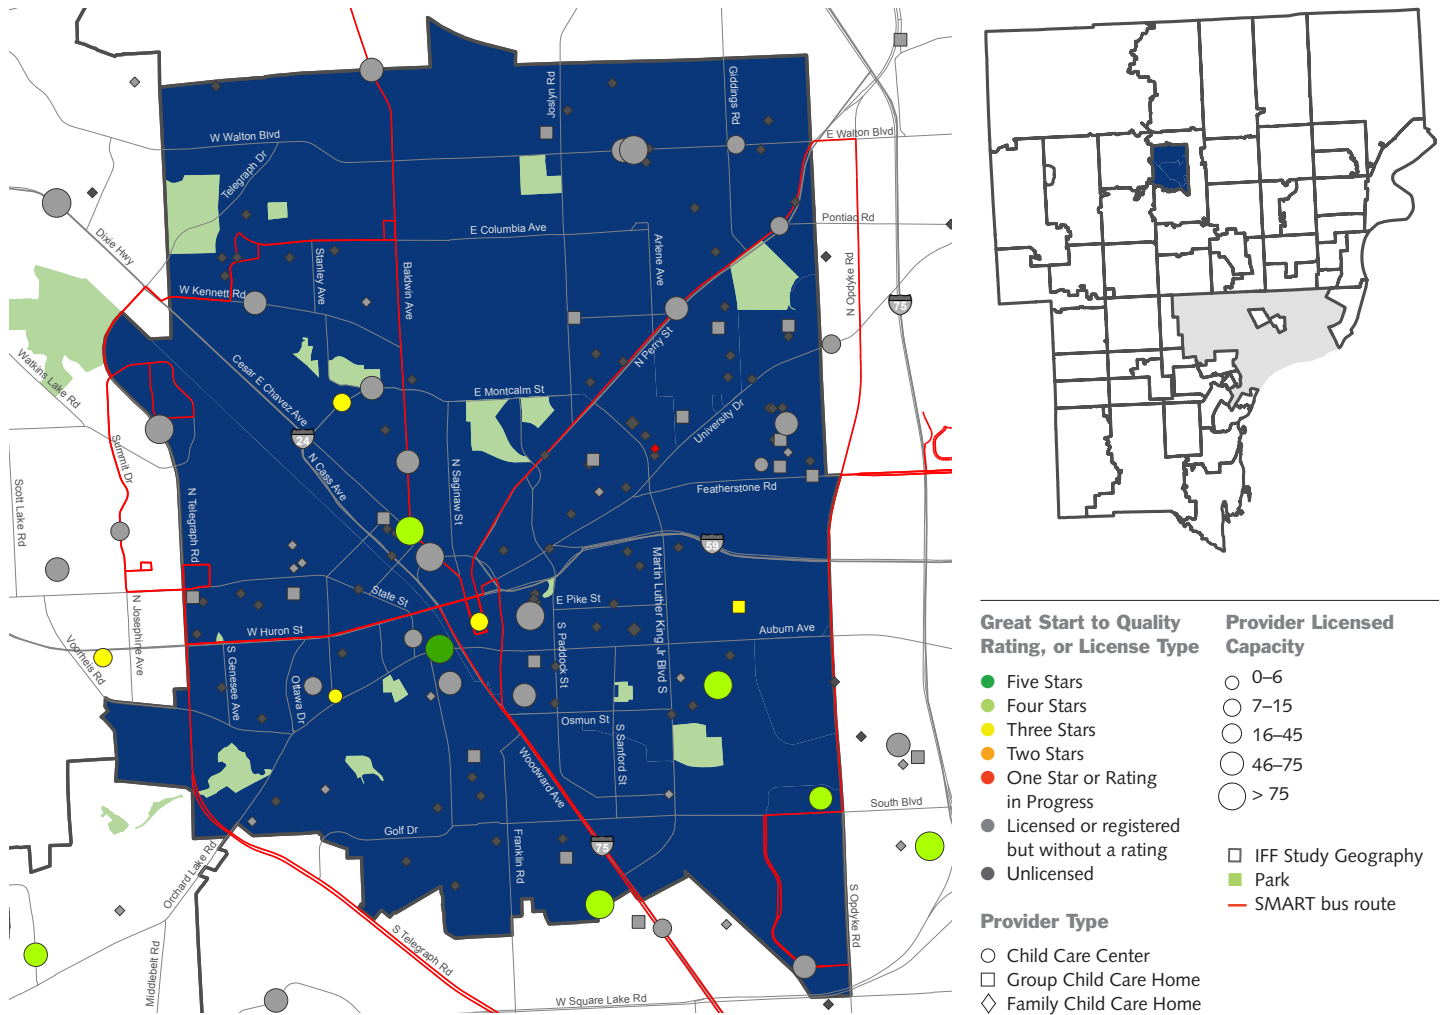 Joslyn Rd
Giddings Rd
W Walton Blvd
E Walton Blvd
Telegraph Dr
Pontiac Rd
E Columbia Ave
Dixie Hwy
Stanley Ave
Baldwin Ave
Arlene Ave
N Opdyke Rd
W Kennett Rd
75
N Perry St
Watkins Lake Rd
Cesar E Chavez Ave
E Montcalm St
University Dr
24
Summit Dr
N Cass Ave
N Saginaw St
Featherstone Rd
Scott Lake Rd
N Telegraph Rd
59
Martin Luther King Jr Blvd S
State St
E Pike St
N Josephine Ave
W Huron St
Auburn Ave
Voorheis Rd
S Genesee Ave
Ottawa Dr
S Paddock St
Osmun St
S Sanford St
Woodward Ave
South Blvd
Golf Dr
75
Franklin Rd
Orchard Lake Rd
S Opdyke Rd
S Telegraph Rd
Middlebelt Rd
W Square Lake Rd
Great Start to Quality
Rating, or License Type
Five Stars
Four Stars
Three Stars
Two Stars
One Star or Rating
in Progress
Licensed or registered
but without a rating
Unlicensed
Provider Type
Child Care Center
Group Child Care Home
Family Child Care Home
Provider Licensed
Capacity
0–6
7–15
16–45
46–75
> 75
IFF Study Geography
Park
SMART bus route